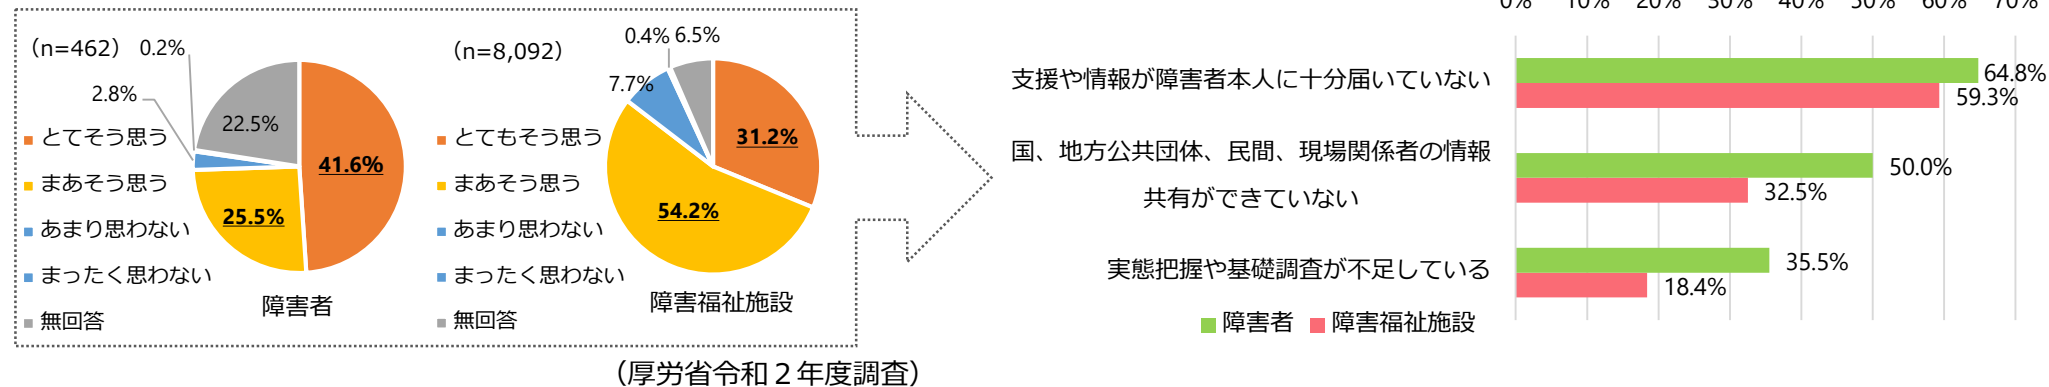 （n=462）
0.2%
2.8%
22.5%
41.6%
25.5%
とてそう思う
まあそう思う
あまり思わない
まったく思わない
無回答
障害者
（n=8,092）
0.4%
6.5%
7.7%
31.2%
54.2%
とてもそう思う
まあそう思う
あまり思わない
まったく思わない
無回答
障害福祉施設
0% 10% 20% 30% 40% 50% 60% 70%
支援や情報が障害者本人に十分届いていない
64.8%
59.3%
国、地方公共団体、民間、現場関係者の情報
共有ができていない
50.0%
32.5%
実態把握や基礎調査が不足している
35.5%
18.4%
障害者 障害福祉施設
（厚労省令和２年度調査）